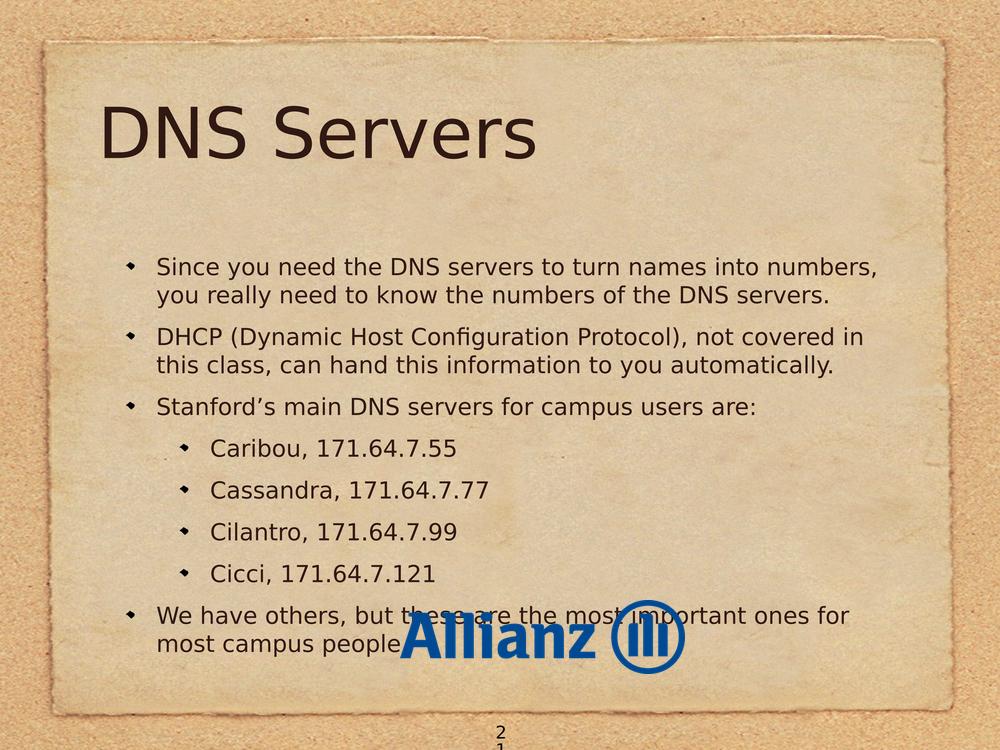 DNS Servers
Since you need the DNS servers to turn names into numbers,
you really need to know the numbers of the DNS servers.
DHCP (Dynamic Host Configuration Protocol), not covered in
this class, can hand this information to you automatically.
Stanford’s main DNS servers for campus users are:
Caribou, 171.64.7.55
Cassandra, 171.64.7.77
Cilantro, 171.64.7.99
Cicci, 171.64.7.121
We have others, but these are the most important ones for
most campus people
Allianz
2
1